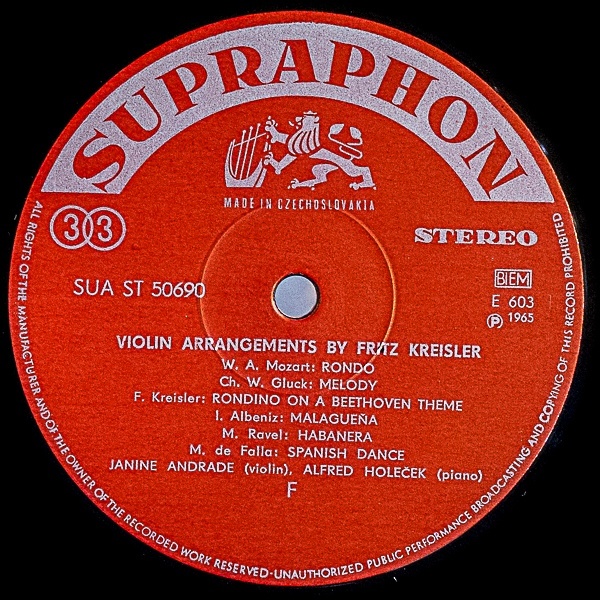 SUPRAPHON
MADE IN CZECHOSLOVAKIA
33
STEREO
SUA ST 50690
BIEM
E 603
Ⓟ 1965
VIOLIN ARRANGEMENTS BY FRITZ KREISLER
W. A. Mozart: RONDO
Ch. W. Gluck: MELODY
F. Kreisler: RONDINO ON A BEETHOVEN THEME
I. Albeniz: MALAGUEÑA
M. Ravel: HABANERA
M. de Falla: SPANISH DANCE
JANINE ANDRADE (violin), ALFRED HOLEČEK (piano)
F
ALL RIGHTS OF THE MANUFACTURER AND OF THE OWNER OF THE RECORDED WORK RESERVED-UNAUTHORIZED PUBLIC PERFORMANCE BROADCASTING AND COPYING OF THIS RECORD PROHIBITED